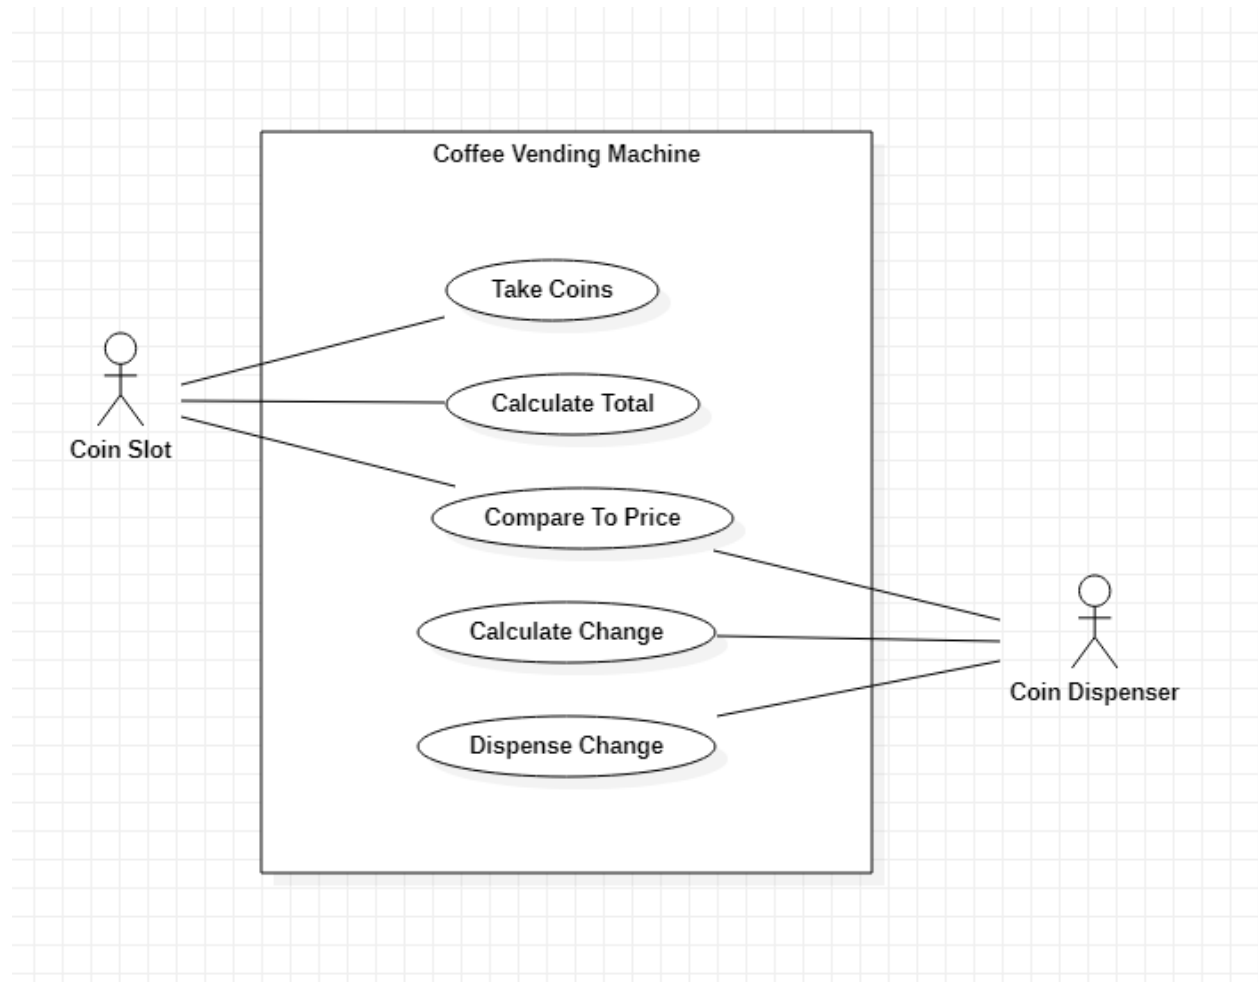 Coffee Vending Machine
Take Coins
Calculate Total
Coin Slot
Compare To Price
Calculate Change
Coin Dispenser
Dispense Change